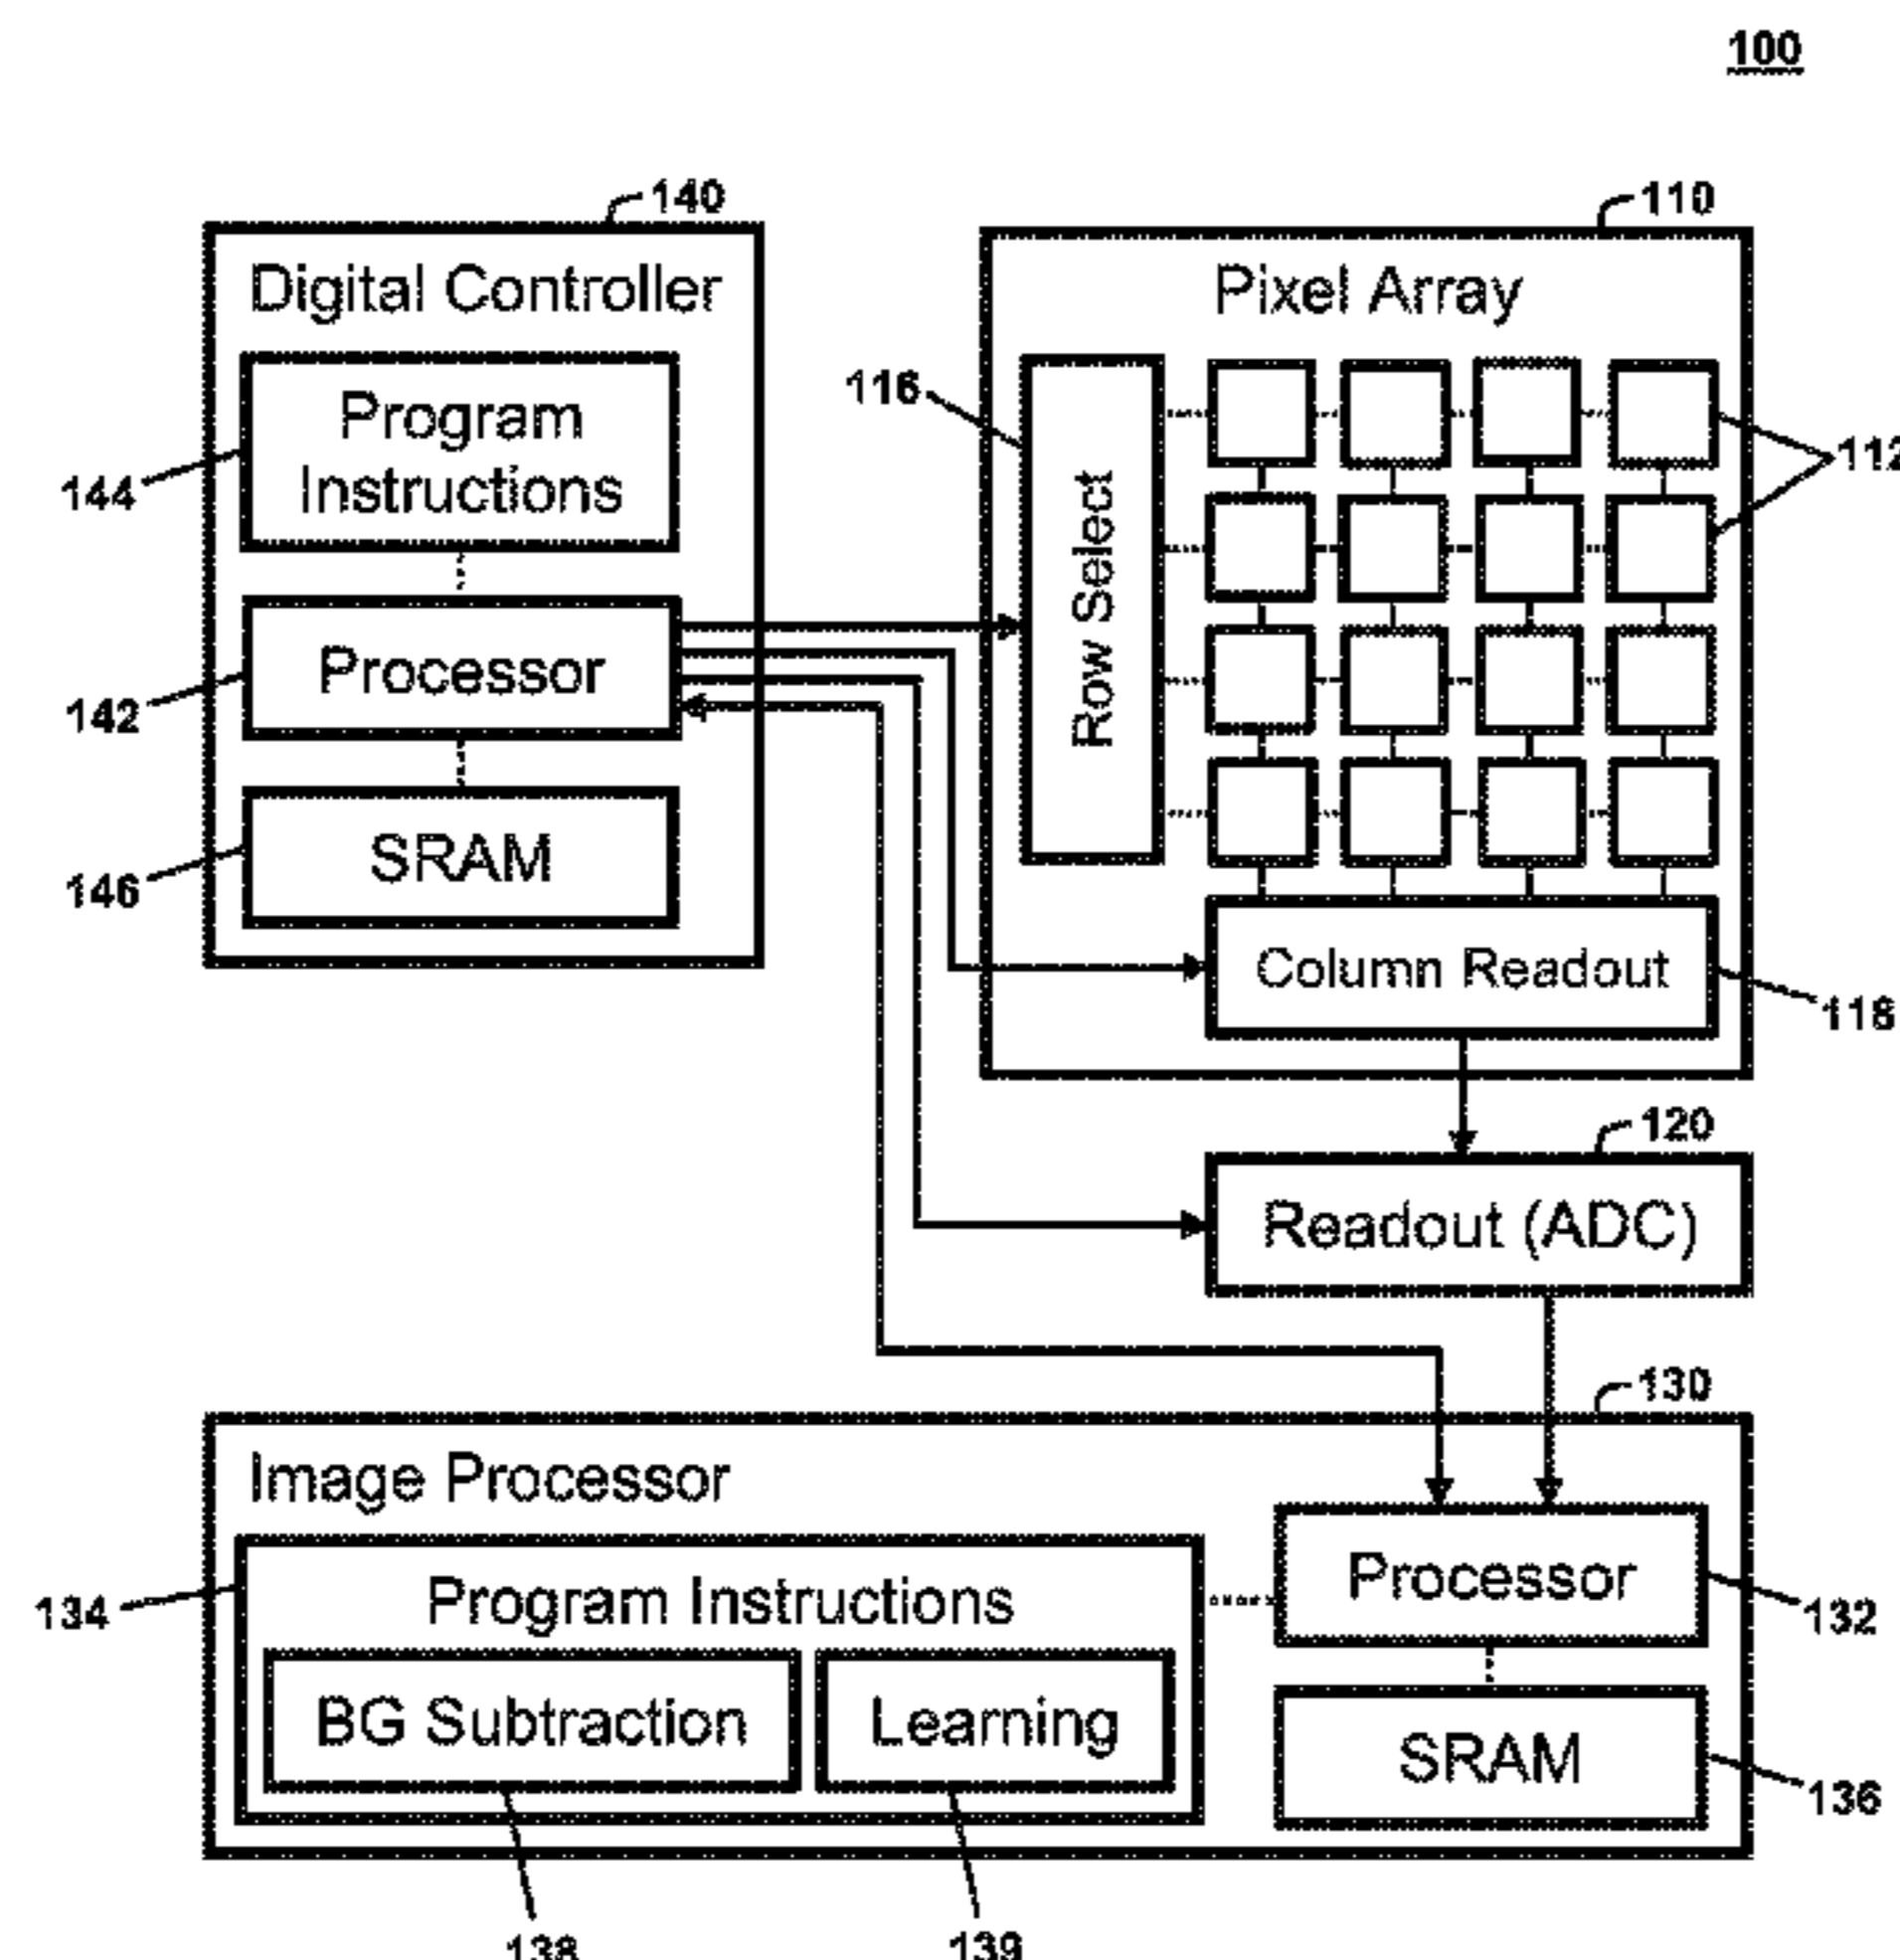 100
140
110
Digital Controller
Pixel Array
116
Program
Instructions
112
144
Row Select
Processor
142
SRAM
146
Column Readout
118
120
Readout (ADC)
130
Image Processor
Processor
134
Program Instructions
132
BG Subtraction
Learning
SRAM
136
138
139